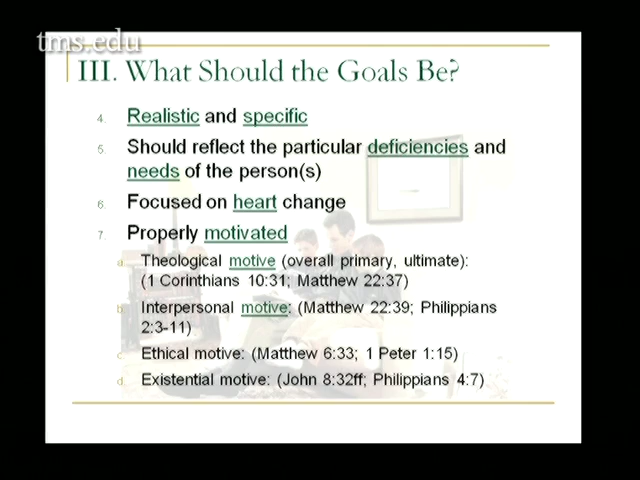 tms.edu
III. What Should the Goals Be?
4. Realistic and specific
5. Should reflect the particular deficiencies and
needs of the person(s)
6. Focused on heart change
7. Properly motivated
a. Theological motive (overall primary, ultimate):
(1 Corinthians 10:31; Matthew 22:37)
b. Interpersonal motive: (Matthew 22:39; Philippians
2:3-11)
c. Ethical motive: (Matthew 6:33; 1 Peter 1:15)
d. Existential motive: (John 8:32ff; Philippians 4:7)